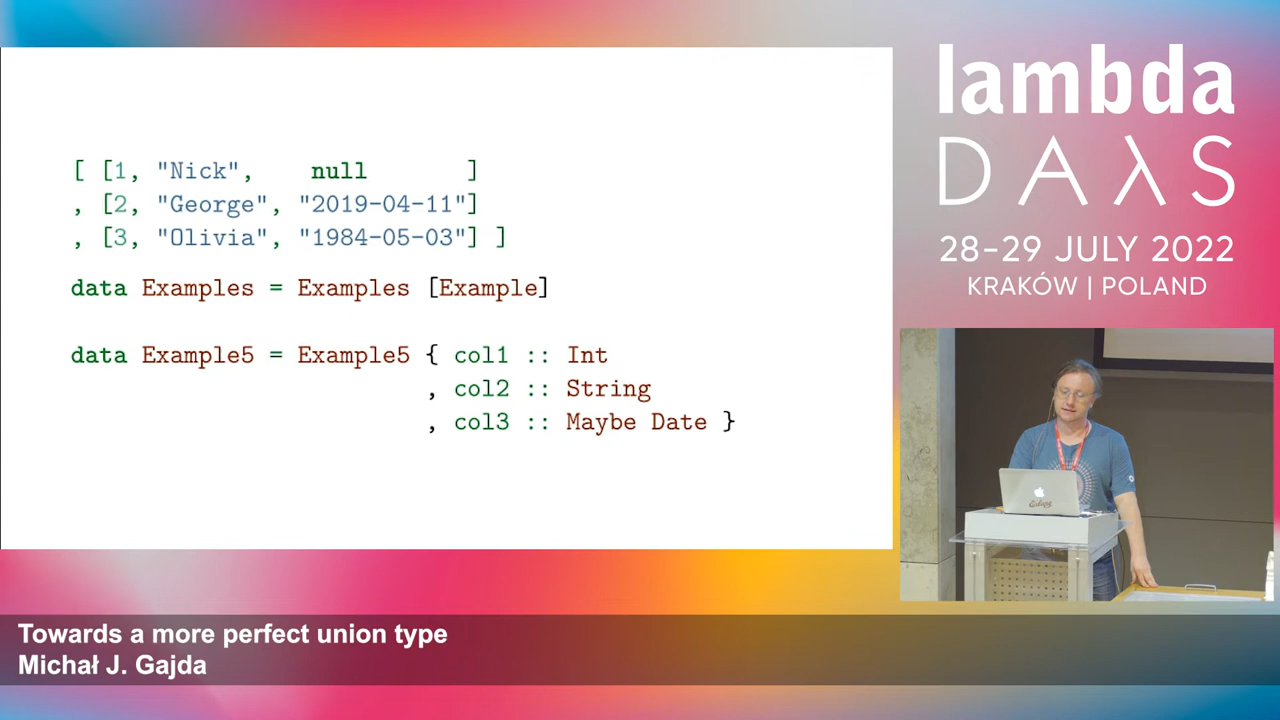 [ [1, "Nick", null ]
, [2, "George", "2019-04-11"]
, [3, "Olivia", "1984-05-03"] ]
data Examples = Examples [Example]
data Example5 = Example5 { col1 :: Int
, col2 :: String
, col3 :: Maybe Date }
lambda
DAλS
28–29 JULY 2022
KRAKÓW | POLAND
Erlang
Towards a more perfect union type
Michał J. Gajda